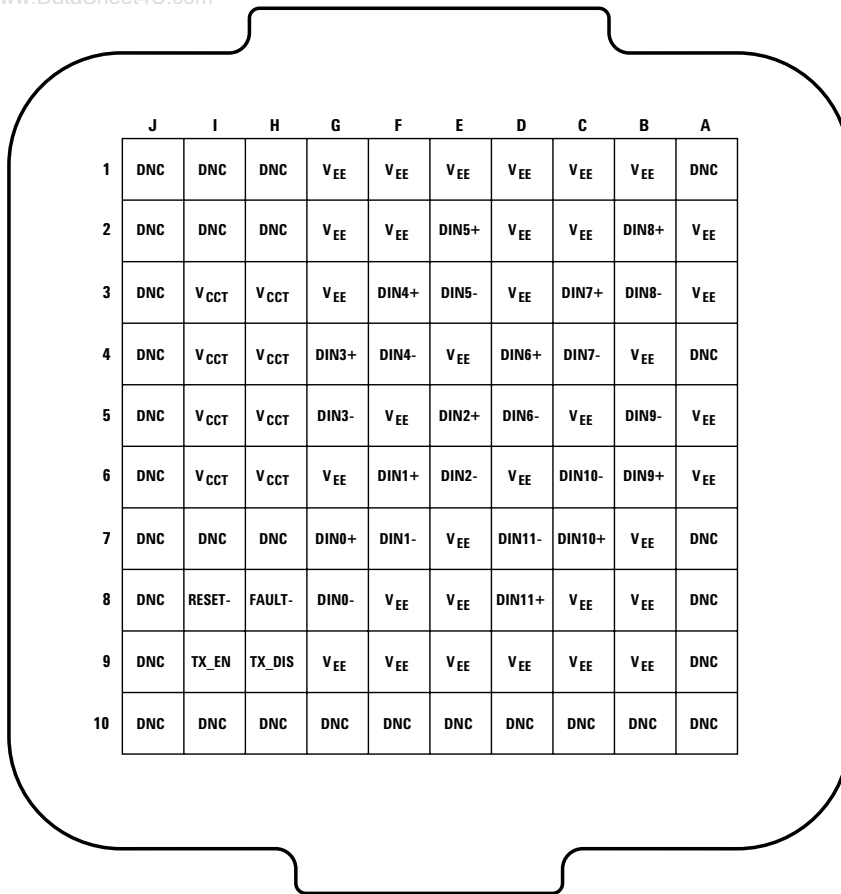 www.DataSheet4U.com
J I H G F E D C B A
1 DNC DNC DNC VEE VEE VEE VEE VEE VEE DNC
2 DNC DNC DNC VEE VEE DIN5+ VEE VEE DIN8+ VEE
3 DNC VCCT VCCT VEE DIN4+ DIN5- VEE DIN7+ DIN8- VEE
4 DNC VCCT VCCT DIN3+ DIN4- VEE DIN6+ DIN7- VEE DNC
5 DNC VCCT VCCT DIN3- VEE DIN2+ DIN6- VEE DIN9- VEE
6 DNC VCCT VCCT VEE DIN1+ DIN2- VEE DIN10- DIN9+ VEE
7 DNC DNC DNC DIN0+ DIN1- VEE DIN11- DIN10+ VEE DNC
8 DNC RESET- FAULT- DIN0- VEE VEE DIN11+ VEE VEE DNC
9 DNC TX_EN TX_DIS VEE VEE VEE VEE VEE VEE DNC
10 DNC DNC DNC DNC DNC DNC DNC DNC DNC DNC